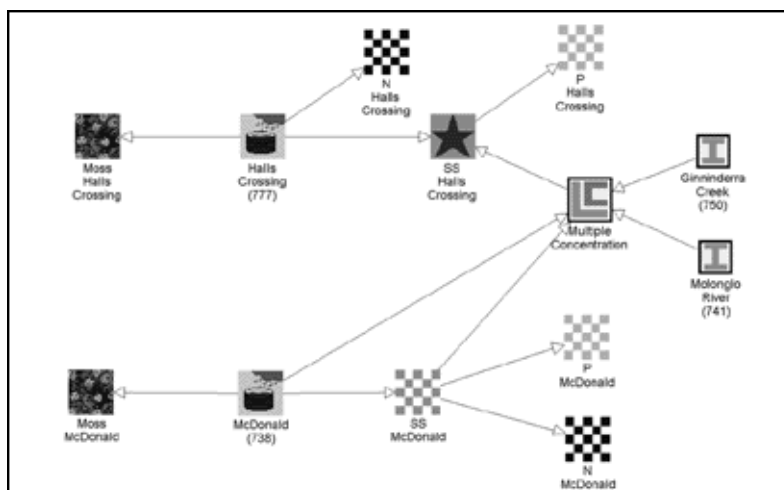 N
Halls
Crossing
P
Halls
Crossing
Moss
Halls
Crossing
Halls
Crossing
(777)
SS
Halls
Crossing
Ginninderra
Creek
(750)
Multiple
Concentration
Molonglo
River
(741)
P
McDonald
Moss
McDonald
McDonald
(738)
SS
McDonald
N
McDonald